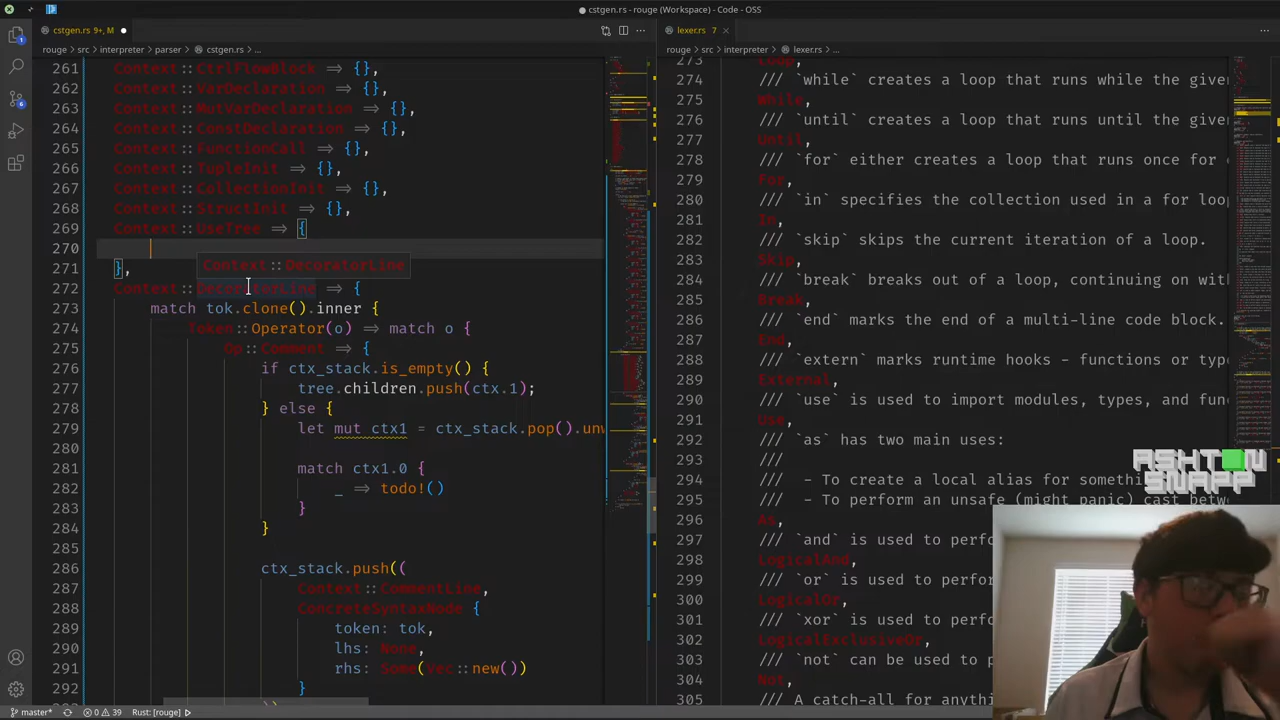 cstgen.rs - rouge (Workspace) - Code - OSS
cstgen.rs 9+, M
rouge > src > interpreter > parser > cstgen.rs > ...
261 Context::CtrlFlowBlock => {},
262 Context::VarDeclaration => {},
263 Context::MutVarDeclaration => {},
264 Context::ConstDeclaration => {},
265 Context::FunctionCall => {},
266 Context::TupleInit => {},
267 Context::CollectionInit => {},
268 Context::StructInit => {},
269 Context::UseTree => {
270
Context::DecoratorLine
271 },
272 Context::DecoratorLine => {
273 match tok.clone().inner {
274 Token::Operator(o) => match o {
275 Op::Comment => {
276 if ctx_stack.is_empty() {
277 tree.children.push(ctx.1);
278 } else {
279 let mut ctx1 = ctx_stack.pop().unw
280
281 match ctx1.0 {
282 _ => todo!()
283 }
284 }
285
286 ctx_stack.push((
287 Context::CommentLine,
288 ConcreteSyntaxNode {
289 token: tok,
290 lhs: None,
291 rhs: Some(Vec::new())
292 }
master*
0 39
Rust: [rouge]
lexer.rs 7
rouge > src > interpreter > lexer.rs > ...
273 Loop,
274 /// `while` creates a loop that runs while the give
275 While,
276 /// `until` creates a loop that runs until the give
277 Until,
278 /// `for` either creates a loop that runs once for
279 For,
280 /// `in` specifies the collection used in a for loo
281 In,
282 /// `skip` skips the current iteration of a loop.
283 Skip,
284 /// `break` breaks out of a loop, continuing with
285 Break,
286 /// `end` marks the end of a multi-line code block.
287 End,
288 /// `extern` marks runtime hooks - functions or type
289 External,
290 /// `use` is used to import modules, types, and func
291 Use,
292 /// `as` has two main uses:
293 ///
294 /// - To create a local alias for someth
295 /// - To perform an unsafe (might panic) cast betw
296 As,
297 /// `and` is used to perfo
298 LogicalAnd,
299 /// `or` is used to perfor
300 LogicalOr,
301 /// `xor` is used to perfo
302 LogicalExclusiveOr,
303 /// `not` can be used to
304 Not,
305 /// A catch-all for anythin
ASHTON
SNAPP